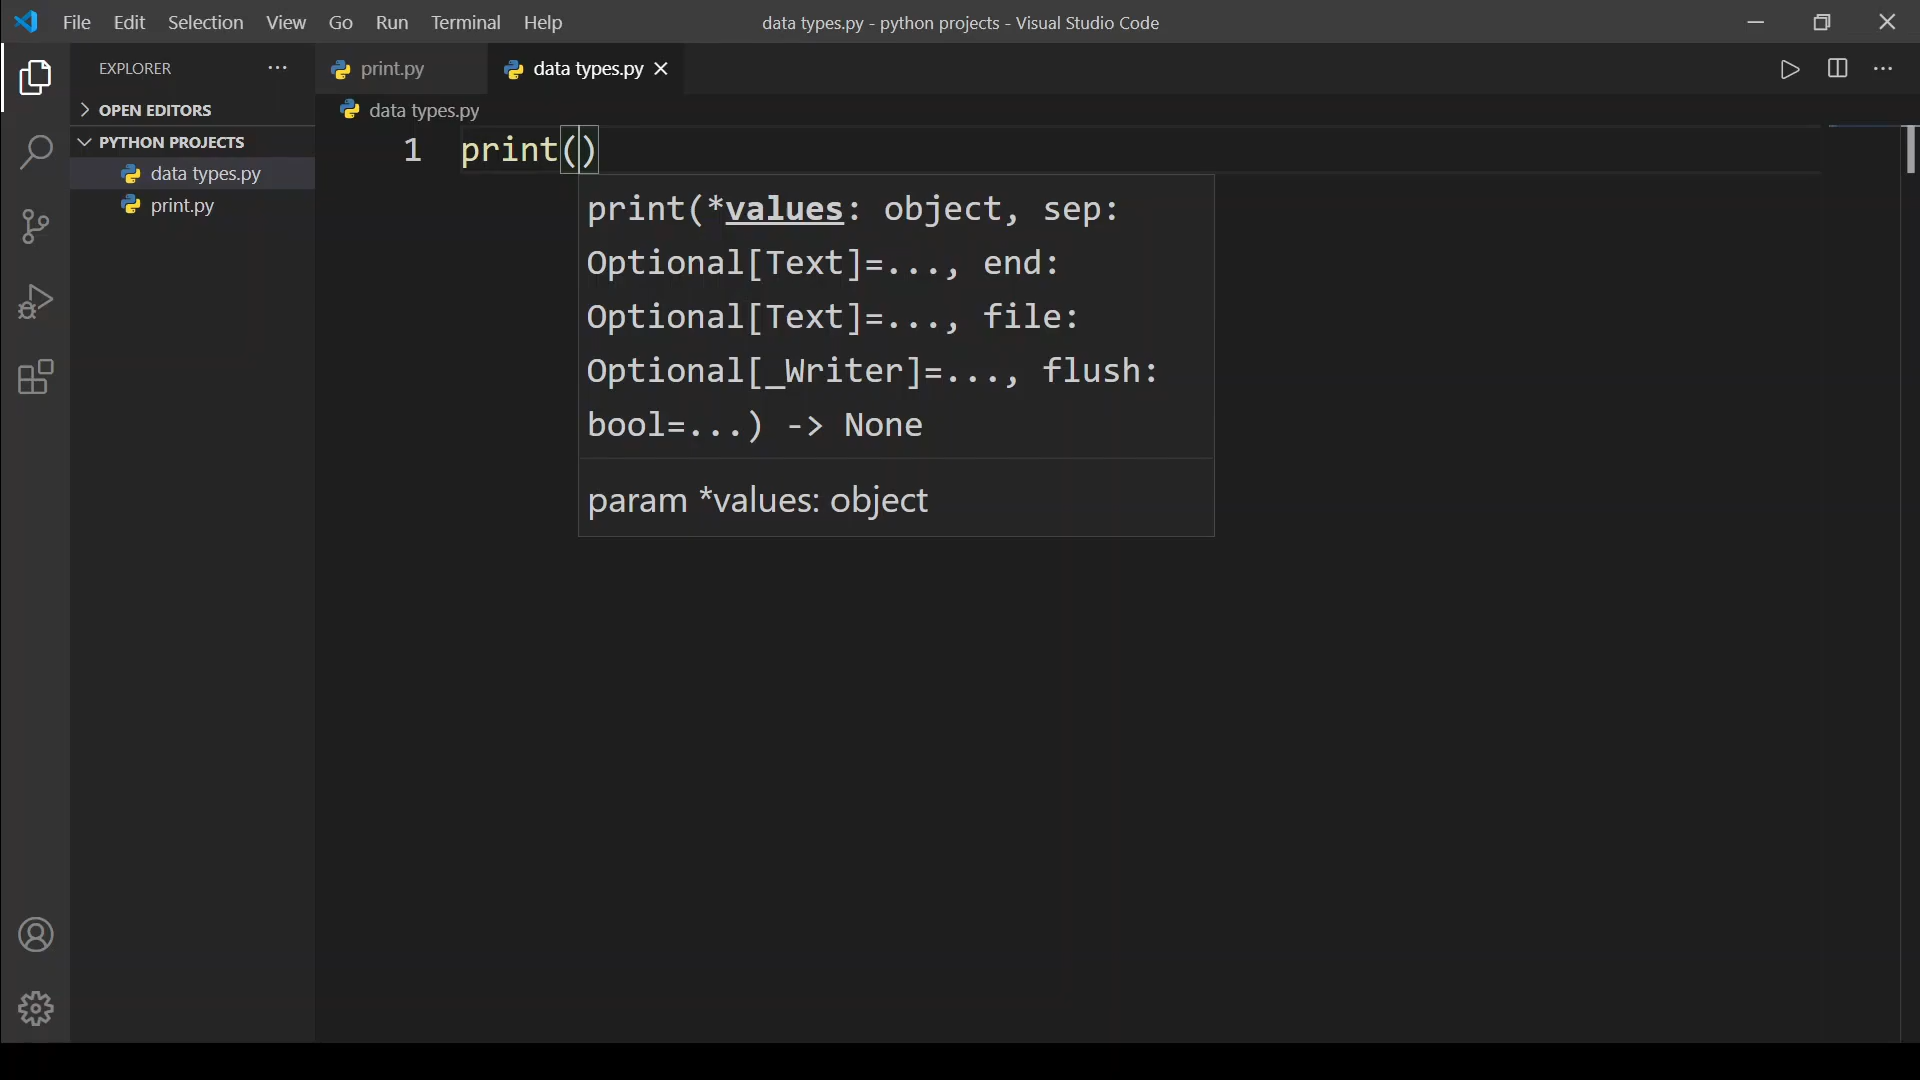 File Edit Selection View Go Run Terminal Help
data types.py - python projects - Visual Studio Code
EXPLORER
OPEN EDITORS
PYTHON PROJECTS
data types.py
print.py
print.py
data types.py
data types.py
1 print()
print(*values: object, sep:
Optional[Text]=..., end:
Optional[Text]=..., file:
Optional[_Writer]=..., flush:
bool=...) -> None
param *values: object